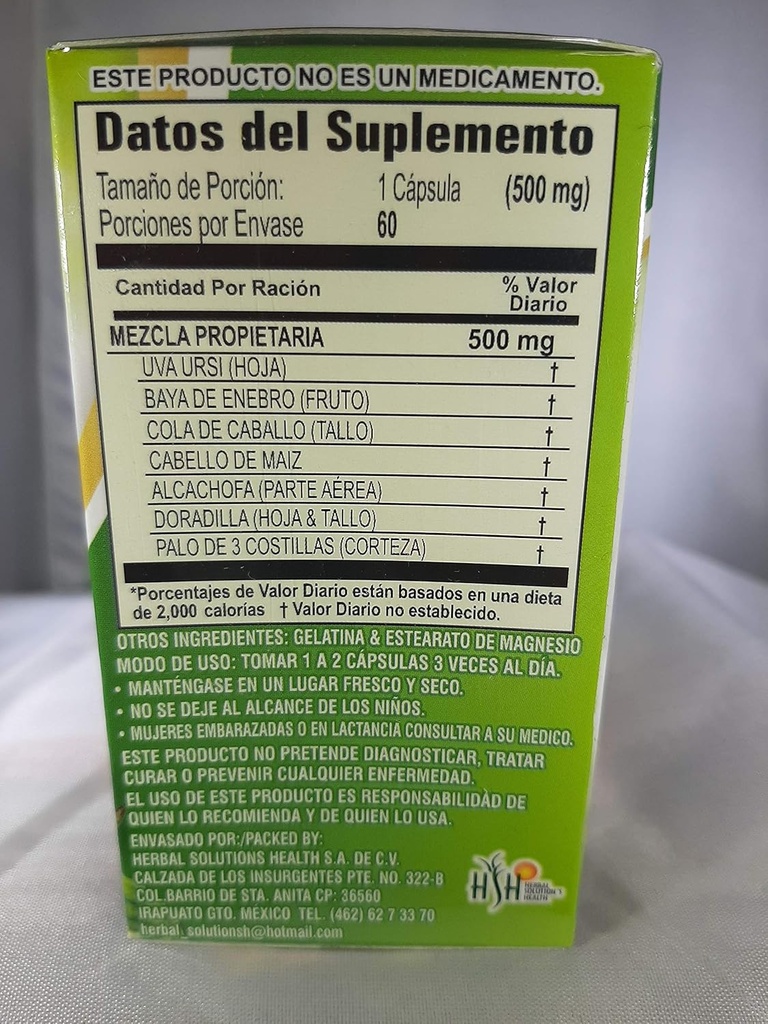 ESTE PRODUCTO NO ES UN MEDICAMENTO.
Datos del Suplemento
Tamaño de Porción: 1 Cápsula (500 mg)
Porciones por Envase 60
Cantidad Por Ración % Valor Diario
MEZCLA PROPIETARIA 500 mg
UVA URSI (HOJA) †
BAYA DE ENEBRO (FRUTO) †
COLA DE CABALLO (TALLO) †
CABELLO DE MAIZ †
ALCACHOFA (PARTE AÉREA) †
DORADILLA (HOJA & TALLO) †
PALO DE 3 COSTILLAS (CORTEZA) †
*Porcentajes de Valor Diario están basados en una dieta
de 2,000 calorías † Valor Diario no establecido.
OTROS INGREDIENTES: GELATINA & ESTEARATO DE MAGNESIO
MODO DE USO: TOMAR 1 A 2 CÁPSULAS 3 VECES AL DÍA.
• MANTÉNGASE EN UN LUGAR FRESCO Y SECO.
• NO SE DEJE AL ALCANCE DE LOS NIÑOS.
• MUJERES EMBARAZADAS O EN LACTANCIA CONSULTAR A SU MEDICO.
ESTE PRODUCTO NO PRETENDE DIAGNOSTICAR, TRATAR
CURAR O PREVENIR CUALQUIER ENFERMEDAD.
EL USO DE ESTE PRODUCTO ES RESPONSABILIDAD DE
QUIEN LO RECOMIENDA Y DE QUIEN LO USA.
ENVASADO POR:/PACKED BY:
HERBAL SOLUTIONS HEALTH S.A. DE C.V.
CALZADA DE LOS INSURGENTES PTE. NO. 322-B
COL.BARRIO DE STA. ANITA CP: 36560
IRAPUATO GTO. MÉXICO TEL. (462) 62 7 33 70
herbal_solutionsh@hotmail.com
HSH
HERBAL
SOLUTION'S
HEALTH